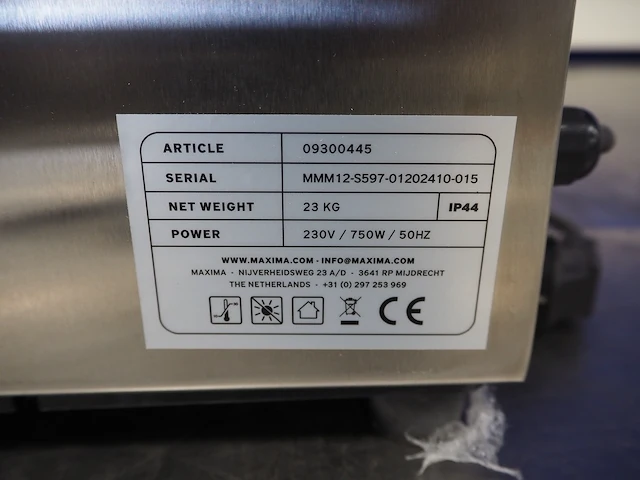 ARTICLE 09300445
SERIAL MMM12-S597-01202410-015
NET WEIGHT 23 KG IP44
POWER 230V / 750W / 50HZ
WWW.MAXIMA.COM · INFO@MAXIMA.COM
MAXIMA · NIJVERHEIDSWEG 23 A/D · 3641 RP MIJDRECHT
THE NETHERLANDS · +31 (0) 297 253 969
CE